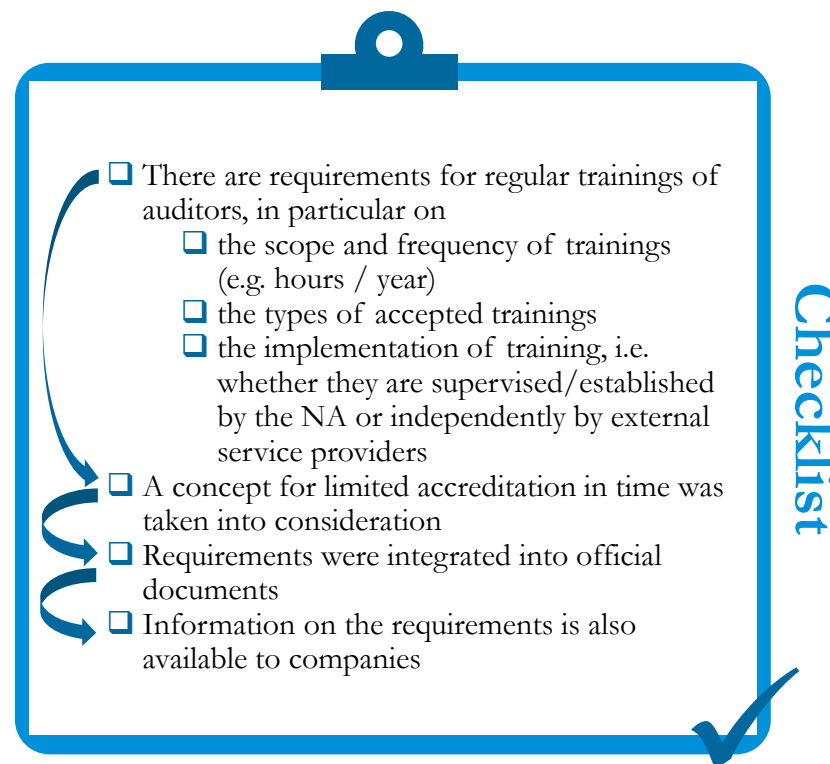 There are requirements for regular trainings of
auditors, in particular on
the scope and frequency of trainings
(e.g. hours / year)
the types of accepted trainings
the implementation of training, i.e.
whether they are supervised/established
by the NA or independently by external
service providers
A concept for limited accreditation in time was
taken into consideration
Requirements were integrated into official
documents
Information on the requirements is also
available to companies
Checklist